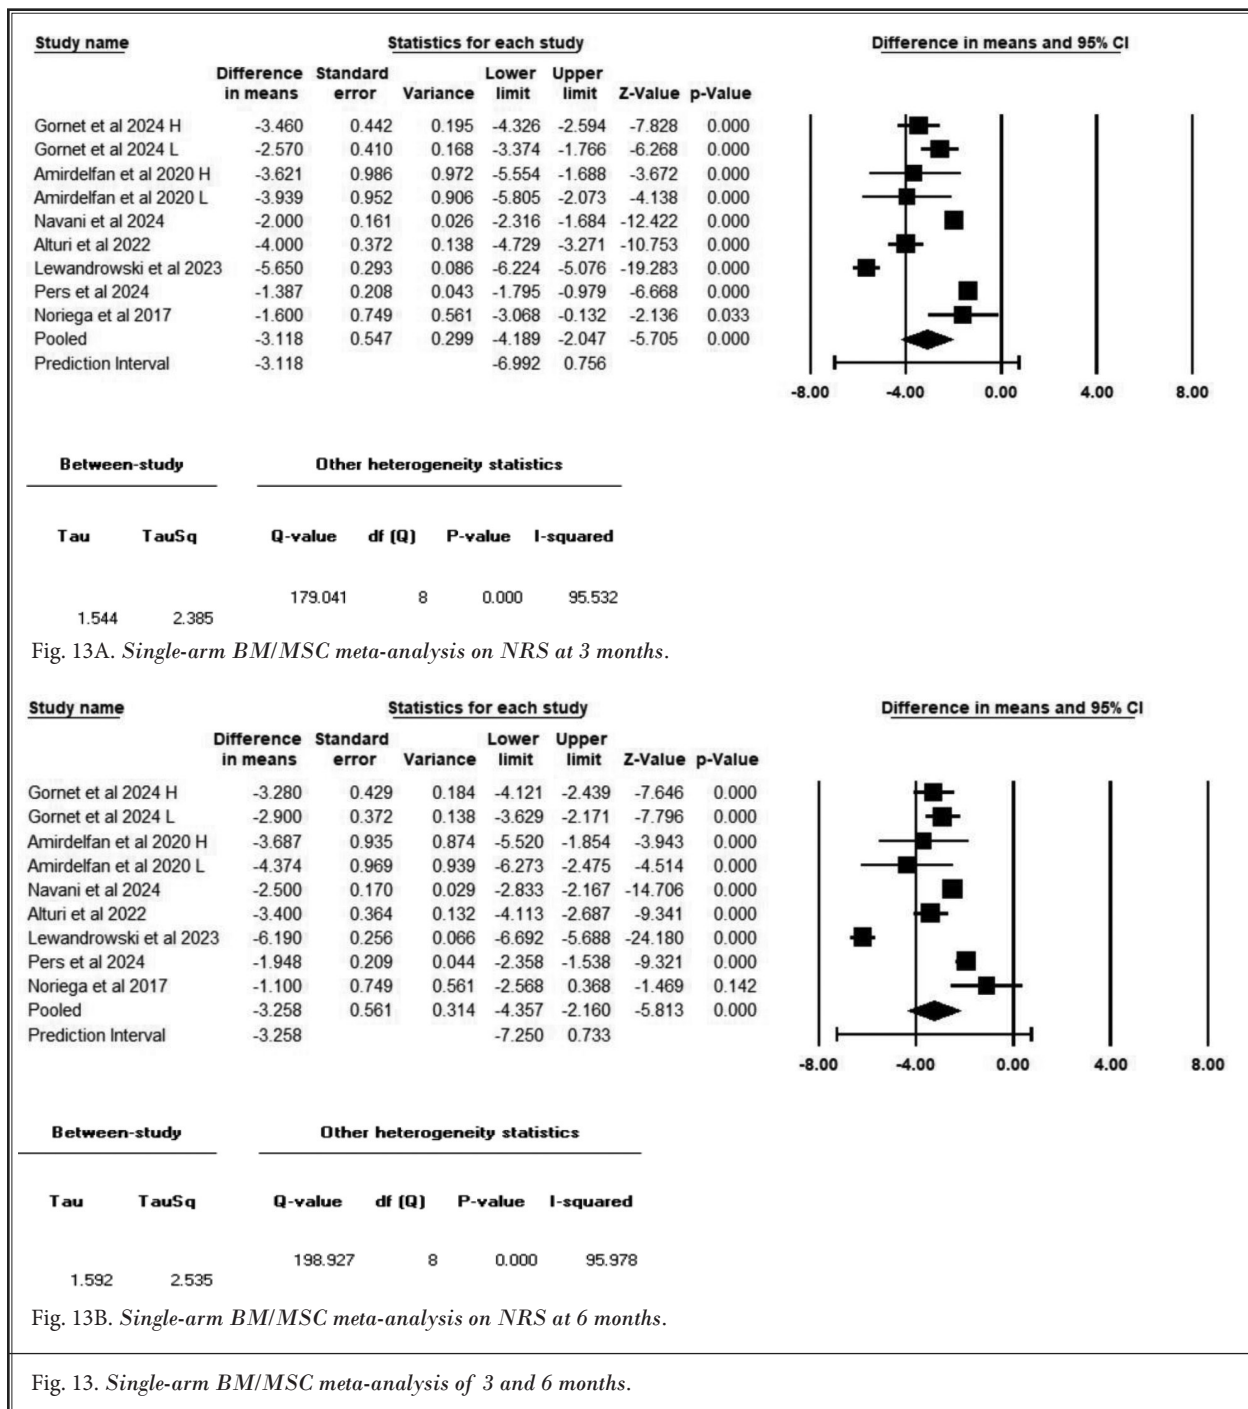 Study name Statistics for each study Difference in means and 95% CI
Difference Standard Lower Upper
in means error Variance limit limit Z-Value p-Value
Gornet et al 2024 H -3.460 0.442 0.195 -4.326 -2.594 -7.828 0.000
Gornet et al 2024 L -2.570 0.410 0.168 -3.374 -1.766 -6.268 0.000
Amirdelfan et al 2020 H -3.621 0.986 0.972 -5.554 -1.688 -3.672 0.000
Amirdelfan et al 2020 L -3.939 0.952 0.906 -5.805 -2.073 -4.138 0.000
Navani et al 2024 -2.000 0.161 0.026 -2.316 -1.684 -12.422 0.000
Alturi et al 2022 -4.000 0.372 0.138 -4.729 -3.271 -10.753 0.000
Lewandrowski et al 2023 -5.650 0.293 0.086 -6.224 -5.076 -19.283 0.000
Pers et al 2024 -1.387 0.208 0.043 -1.795 -0.979 -6.668 0.000
Noriega et al 2017 -1.600 0.749 0.561 -3.068 -0.132 -2.136 0.033
Pooled -3.118 0.547 0.299 -4.189 -2.047 -5.705 0.000
Prediction Interval -3.118 -6.992 0.756
-8.00 -4.00 0.00 4.00 8.00
Between-study Other heterogeneity statistics
Tau TauSq Q-value df (Q) P-value I-squared
179.041 8 0.000 95.532
1.544 2.385
Fig. 13A. Single-arm BM/MSC meta-analysis on NRS at 3 months.
Study name Statistics for each study Difference in means and 95% CI
Difference Standard Lower Upper
in means error Variance limit limit Z-Value p-Value
Gornet et al 2024 H -3.280 0.429 0.184 -4.121 -2.439 -7.646 0.000
Gornet et al 2024 L -2.900 0.372 0.138 -3.629 -2.171 -7.796 0.000
Amirdelfan et al 2020 H -3.687 0.935 0.874 -5.520 -1.854 -3.943 0.000
Amirdelfan et al 2020 L -4.374 0.969 0.939 -6.273 -2.475 -4.514 0.000
Navani et al 2024 -2.500 0.170 0.029 -2.833 -2.167 -14.706 0.000
Alturi et al 2022 -3.400 0.364 0.132 -4.113 -2.687 -9.341 0.000
Lewandrowski et al 2023 -6.190 0.256 0.066 -6.692 -5.688 -24.180 0.000
Pers et al 2024 -1.948 0.209 0.044 -2.358 -1.538 -9.321 0.000
Noriega et al 2017 -1.100 0.749 0.561 -2.568 0.368 -1.469 0.142
Pooled -3.258 0.561 0.314 -4.357 -2.160 -5.813 0.000
Prediction Interval -3.258 -7.250 0.733
-8.00 -4.00 0.00 4.00 8.00
Between-study Other heterogeneity statistics
Tau TauSq Q-value df (Q) P-value I-squared
198.927 8 0.000 95.978
1.592 2.535
Fig. 13B. Single-arm BM/MSC meta-analysis on NRS at 6 months.
Fig. 13. Single-arm BM/MSC meta-analysis of 3 and 6 months.